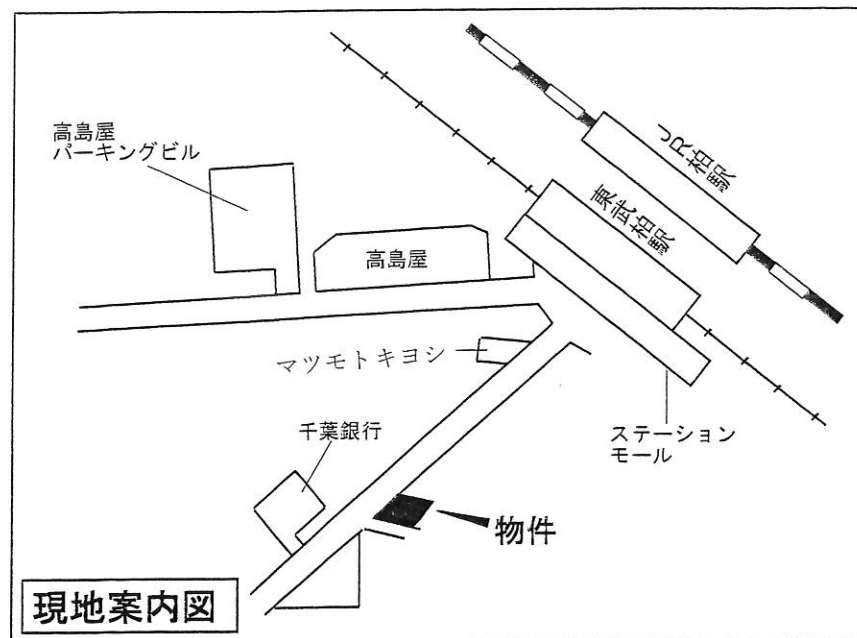 高島屋
パーキングビル
JR柏駅
東武柏駅
高島屋
マツモトキヨシ
千葉銀行
ステーション
モール
物件
現地案内図